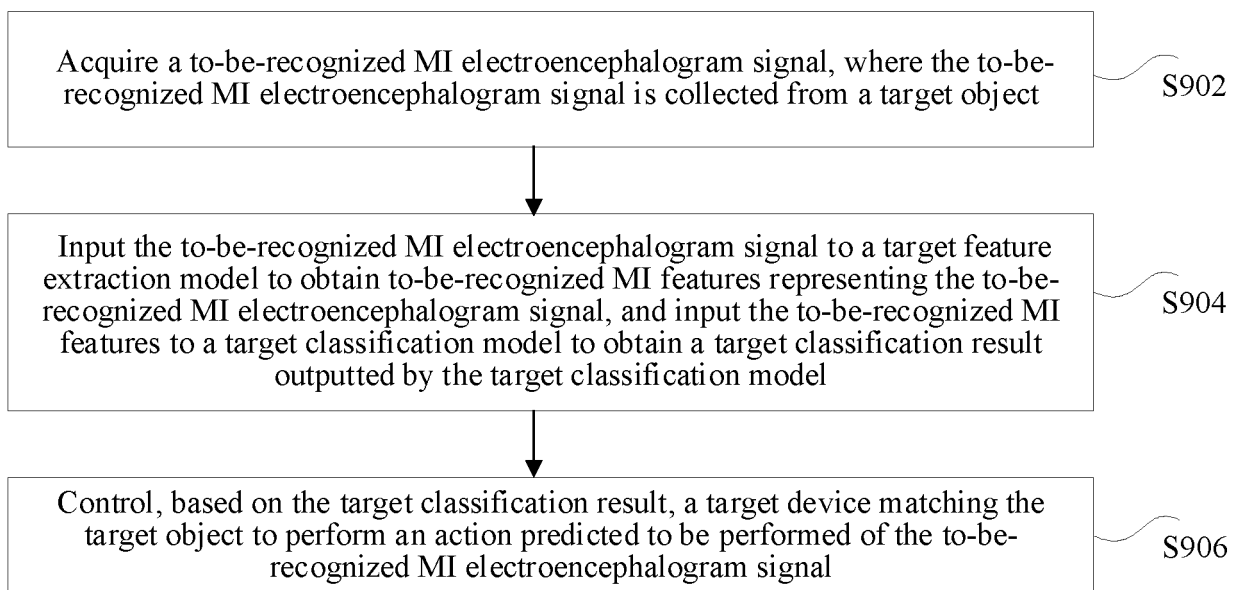 Acquire a to-be-recognized MI electroencephalogram signal, where the to-be-
recognized MI electroencephalogram signal is collected from a target object
S902
Input the to-be-recognized MI electroencephalogram signal to a target feature
extraction model to obtain to-be-recognized MI features representing the to-be-
recognized MI electroencephalogram signal, and input the to-be-recognized MI
features to a target classification model to obtain a target classification result
outputted by the target classification model
S904
Control, based on the target classification result, a target device matching the
target object to perform an action predicted to be performed of the to-be-
recognized MI electroencephalogram signal
S906